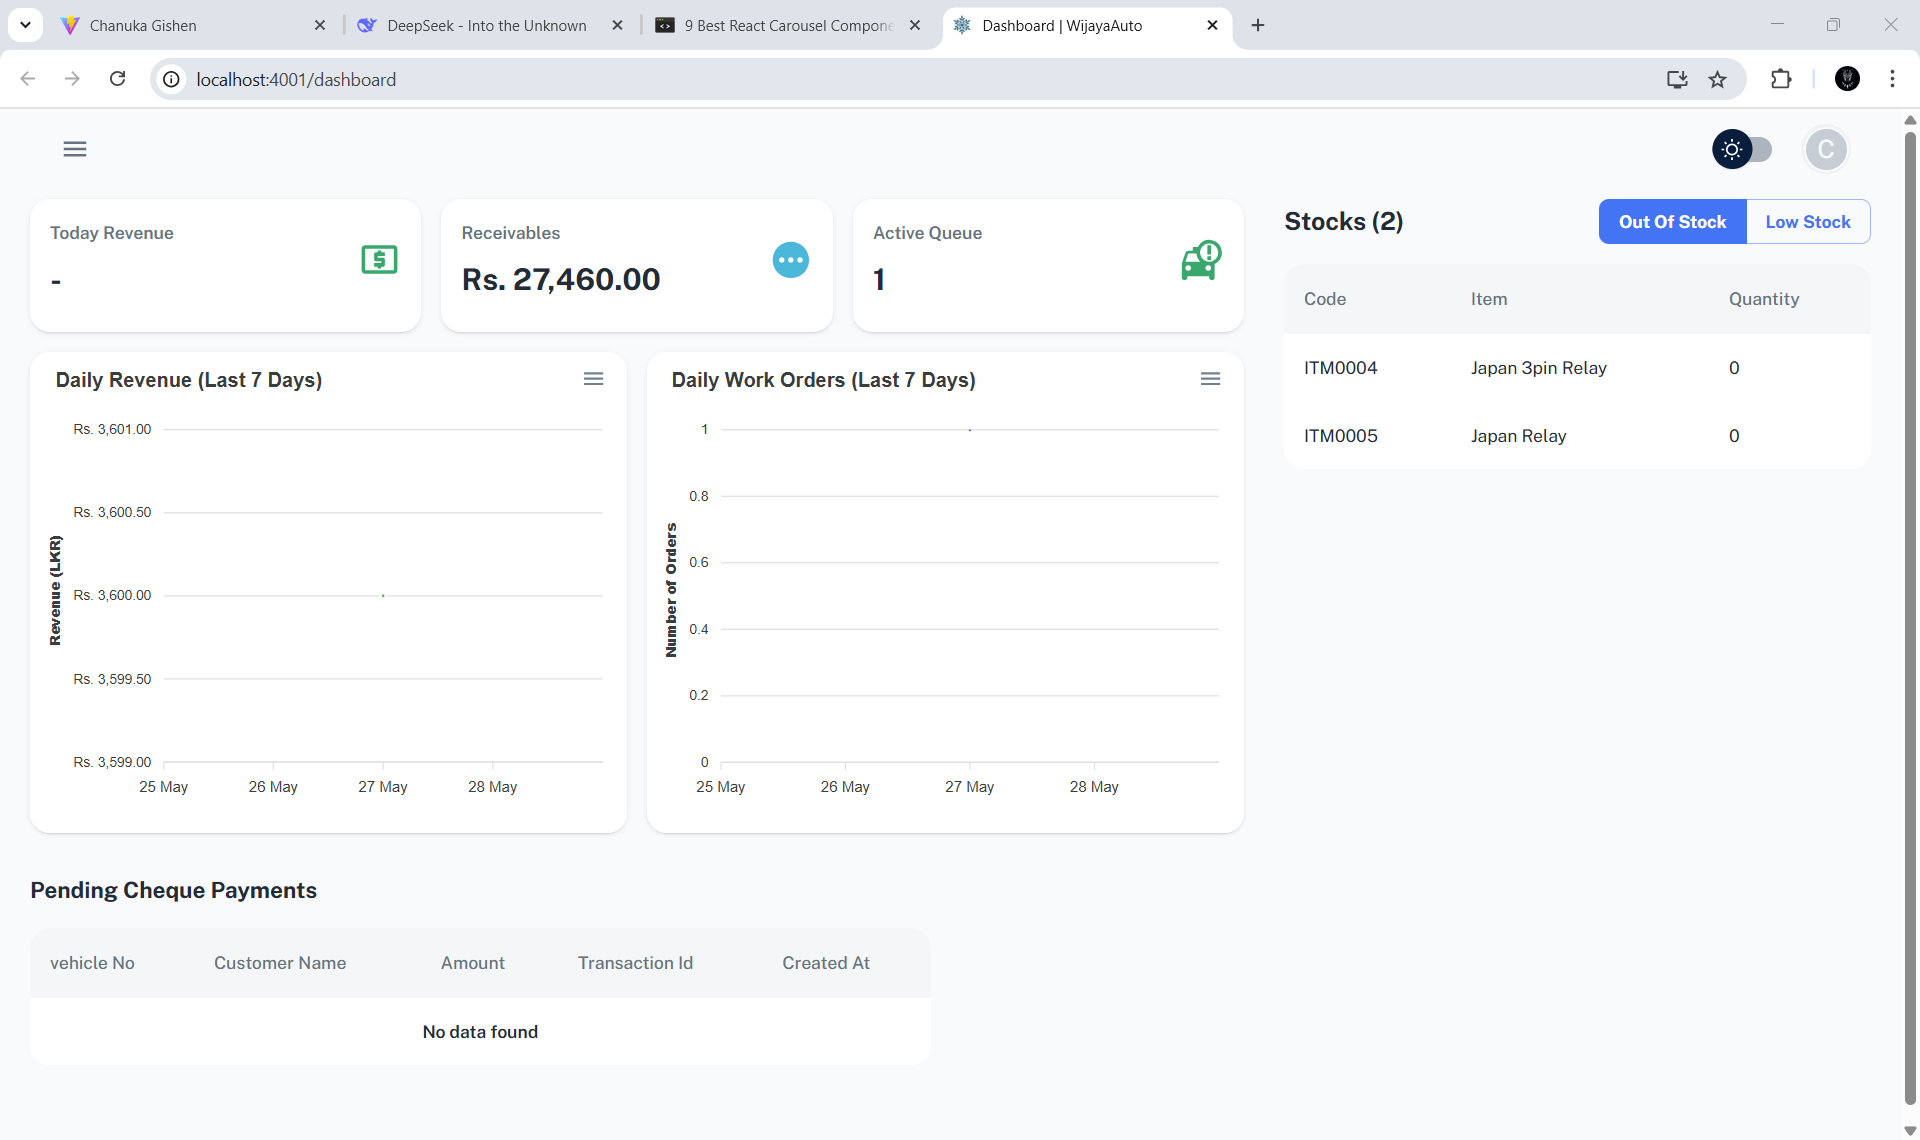 Chanuka Gishen
DeepSeek - Into the Unknown
9 Best React Carousel Compone
Dashboard | WijayaAuto
localhost:4001/dashboard
C
Today Revenue
-
Receivables
Rs. 27,460.00
Active Queue
1
Stocks (2)
Out Of Stock
Low Stock
Code Item Quantity
ITM0004 Japan 3pin Relay 0
ITM0005 Japan Relay 0
Daily Revenue (Last 7 Days)
Revenue (LKR)
Rs. 3,601.00
Rs. 3,600.50
Rs. 3,600.00
Rs. 3,599.50
Rs. 3,599.00
25 May 26 May 27 May 28 May
Daily Work Orders (Last 7 Days)
Number of Orders
1
0.8
0.6
0.4
0.2
0
25 May 26 May 27 May 28 May
Pending Cheque Payments
vehicle No Customer Name Amount Transaction Id Created At
No data found